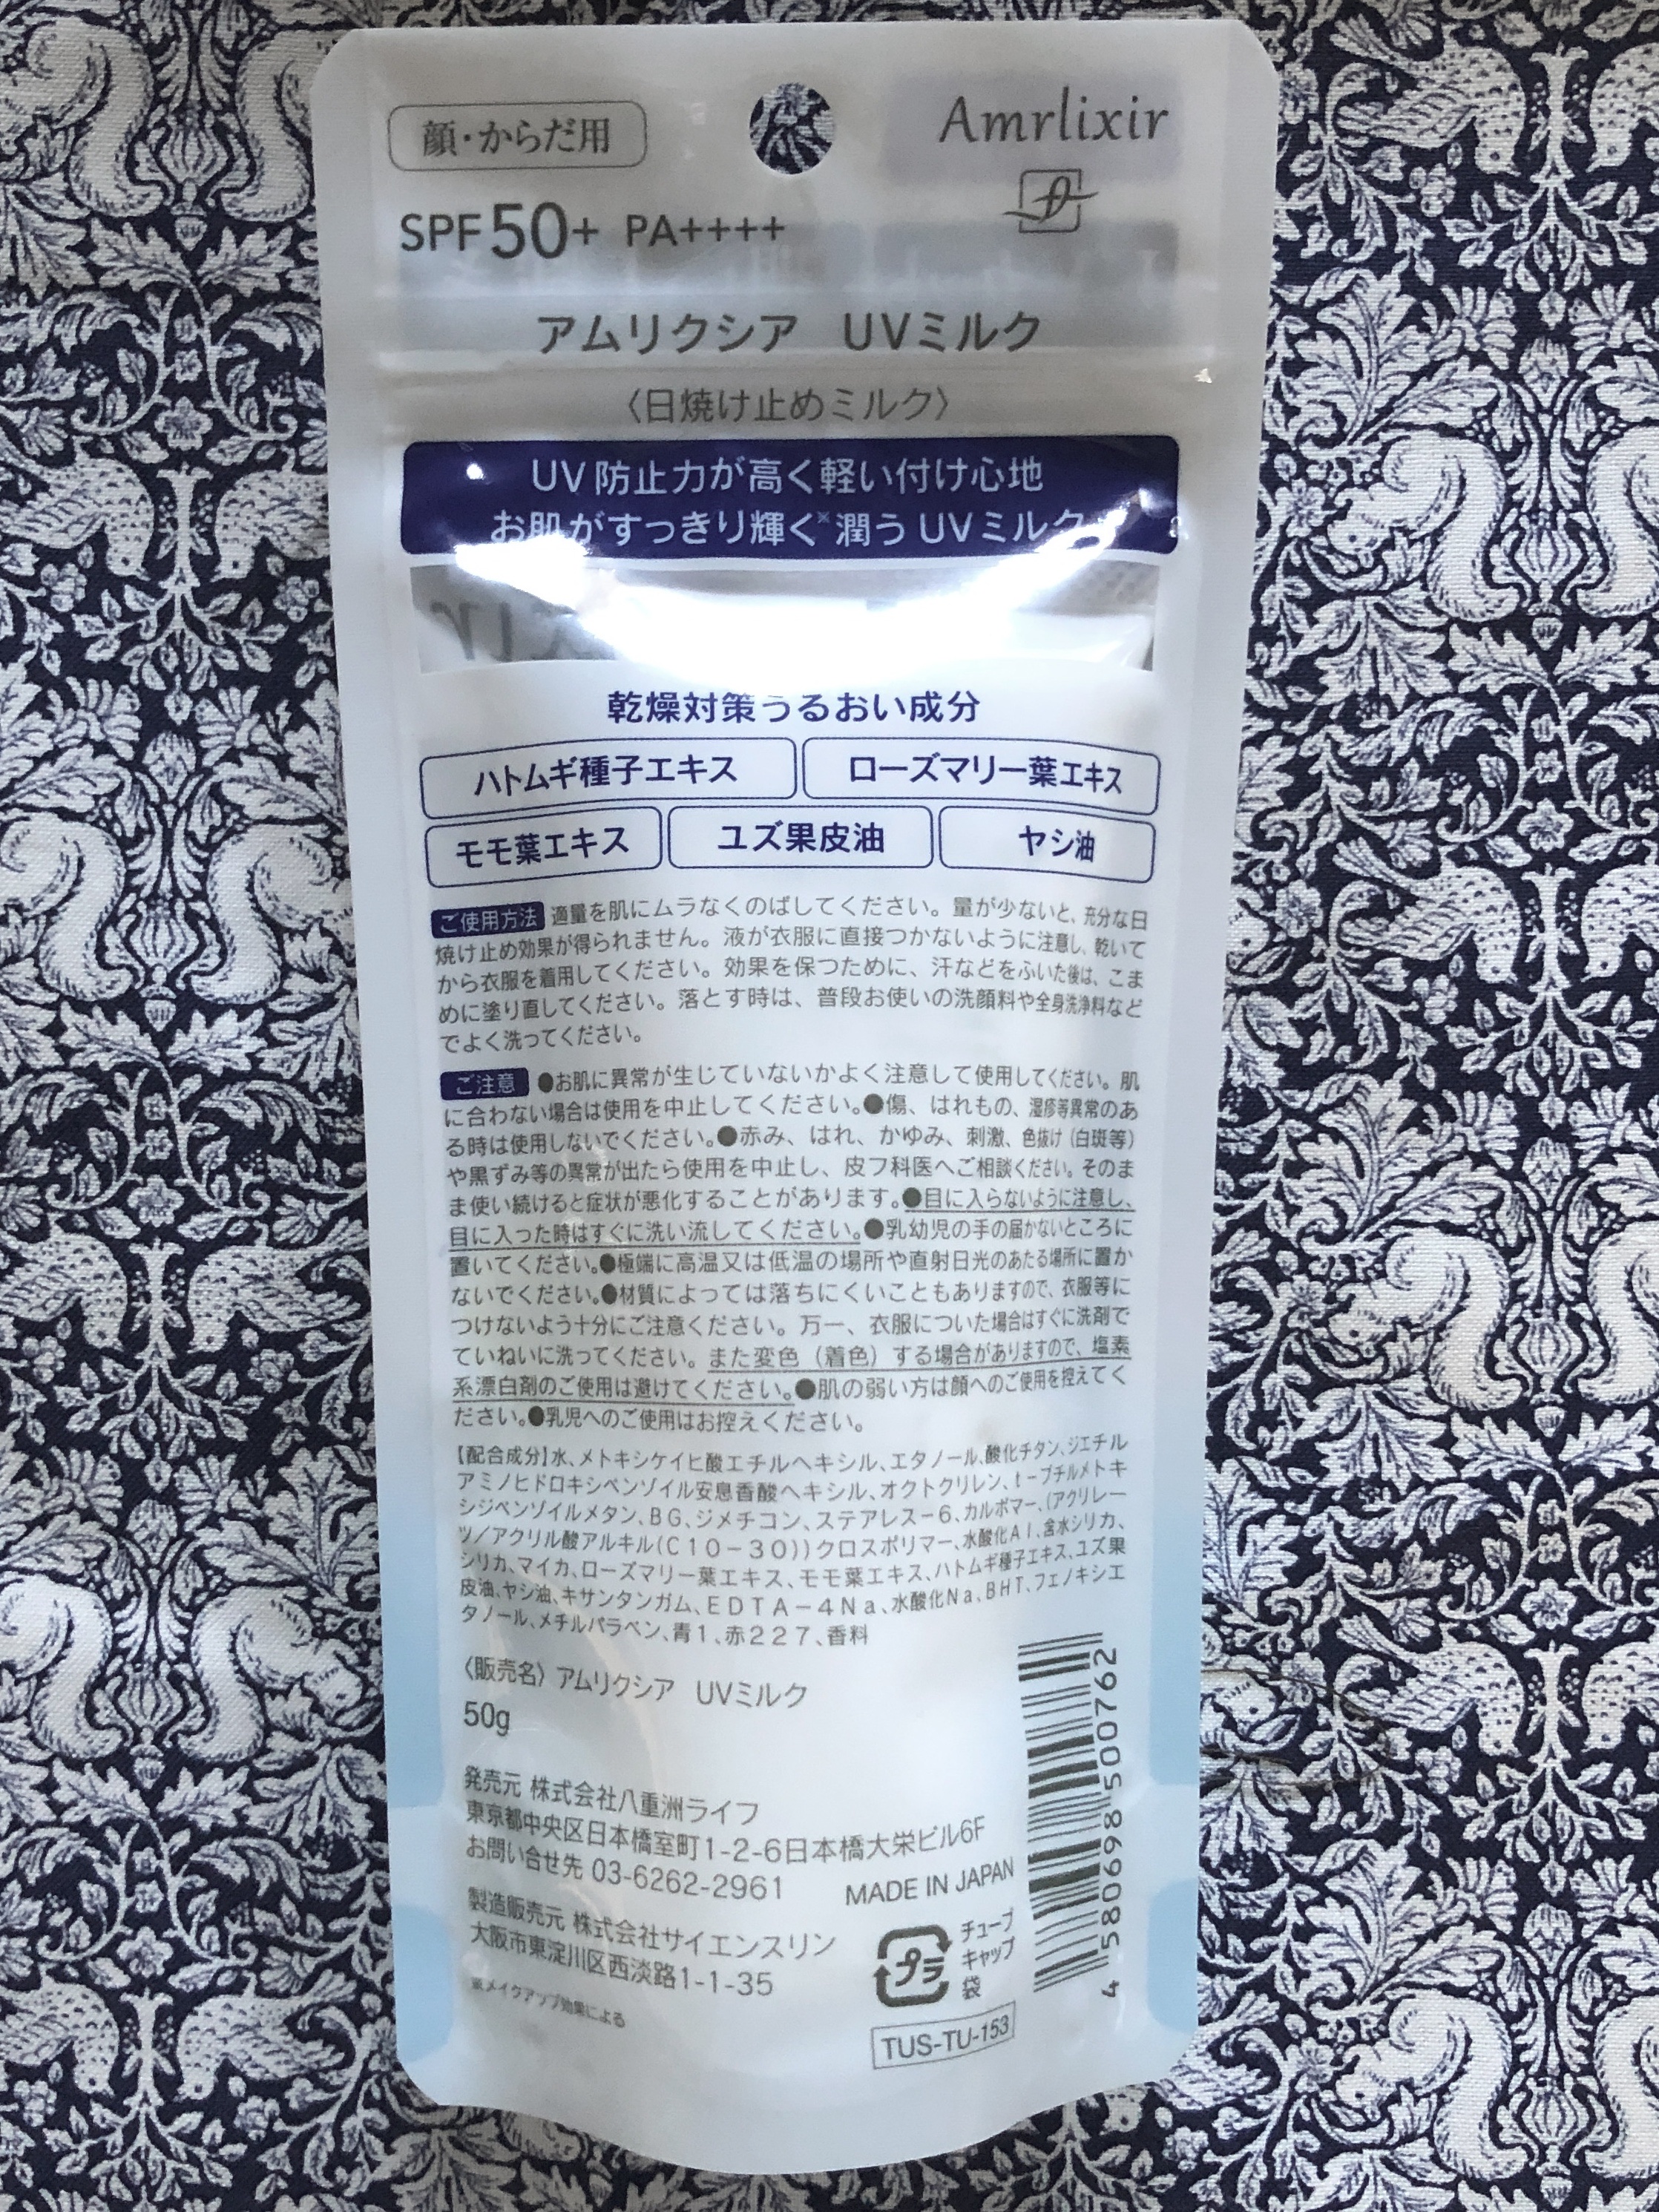 顔・からだ用
Amrlixir
SPF50+ PA++++
アムリクシア UVミルク
〈日焼け止めミルク〉
UV防止力が高く軽い付け心地
お肌がすっきり輝く※潤うUVミルク
乾燥対策うるおい成分
ハトムギ種子エキス ローズマリー葉エキス
モモ葉エキス ユズ果皮油 ヤシ油
ご使用方法 適量を肌にムラなくのばしてください。量が少ないと、充分な日
焼け止め効果が得られません。液が衣服に直接つかないように注意し、乾いて
から衣服を着用してください。効果を保つために、汗などをふいた後は、こま
めに塗り直してください。落とす時は、普段お使いの洗顔料や全身洗浄料など
でよく洗ってください。
ご注意 ●お肌に異常が生じていないかよく注意して使用してください。肌
に合わない場合は使用を中止してください。●傷、はれもの、湿疹等異常のあ
る時は使用しないでください。●赤み、はれ、かゆみ、刺激、色抜け（白斑等）
や黒ずみ等の異常が出たら使用を中止し、皮フ科医へご相談ください。そのま
ま使い続けると症状が悪化することがあります。●目に入らないように注意し、
目に入った時はすぐに洗い流してください。●乳幼児の手の届かないところに
置いてください。●極端に高温又は低温の場所や直射日光のあたる場所に置か
ないでください。●材質によっては落ちにくいこともありますので、衣服等に
つけないよう十分にご注意ください。万一、衣服についた場合はすぐに洗剤で
ていねいに洗ってください。また変色（着色）する場合がありますので、塩素
系漂白剤のご使用は避けてください。●肌の弱い方は顔へのご使用を控えてく
ださい。●乳児へのご使用はお控えください。
【配合成分】水、メトキシケイヒ酸エチルヘキシル、エタノール、酸化チタン、ジエチル
アミノヒドロキシベンゾイル安息香酸ヘキシル、オクトクリレン、t－ブチルメトキ
シジベンゾイルメタン、BG、ジメチコン、ステアレス－6、カルボマー、（アクリレー
ツ／アクリル酸アルキル（C10－30））クロスポリマー、水酸化Al、含水シリカ、
シリカ、マイカ、ローズマリー葉エキス、モモ葉エキス、ハトムギ種子エキス、ユズ果
皮油、ヤシ油、キサンタンガム、EDTA－4Na、水酸化Na、BHT、フェノキシエ
タノール、メチルパラベン、青1、赤227、香料
〈販売名〉アムリクシア UVミルク
50g
発売元 株式会社八重洲ライフ
東京都中央区日本橋室町1-2-6日本橋大栄ビル6F
お問い合せ先 03-6262-2961
MADE IN JAPAN
製造販売元 株式会社サイエンスリン
大阪市東淀川区西淡路1-1-35
※メイクアップ効果による
プラ
チューブ
キャップ
袋
TUS-TU-153
4 580698 500762